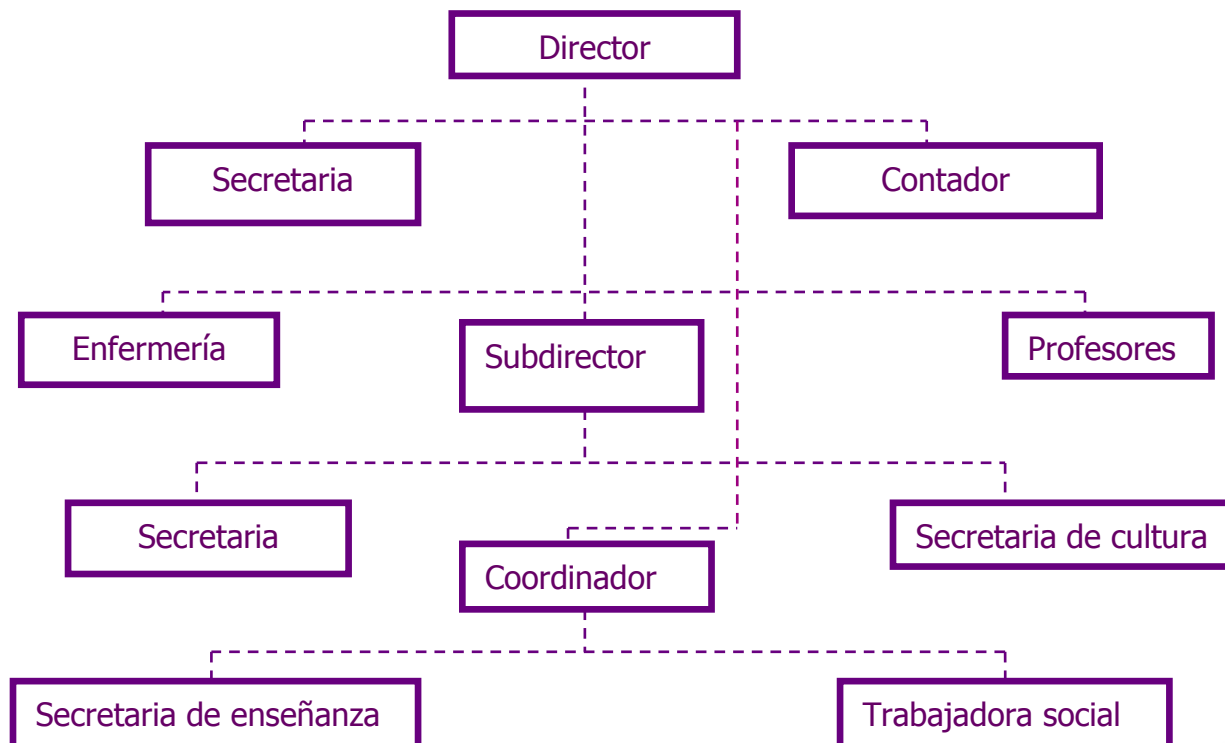 Director
Secretaria
Contador
Enfermería
Subdirector
Profesores
Secretaria
Secretaria de cultura
Coordinador
Secretaria de enseñanza
Trabajadora social